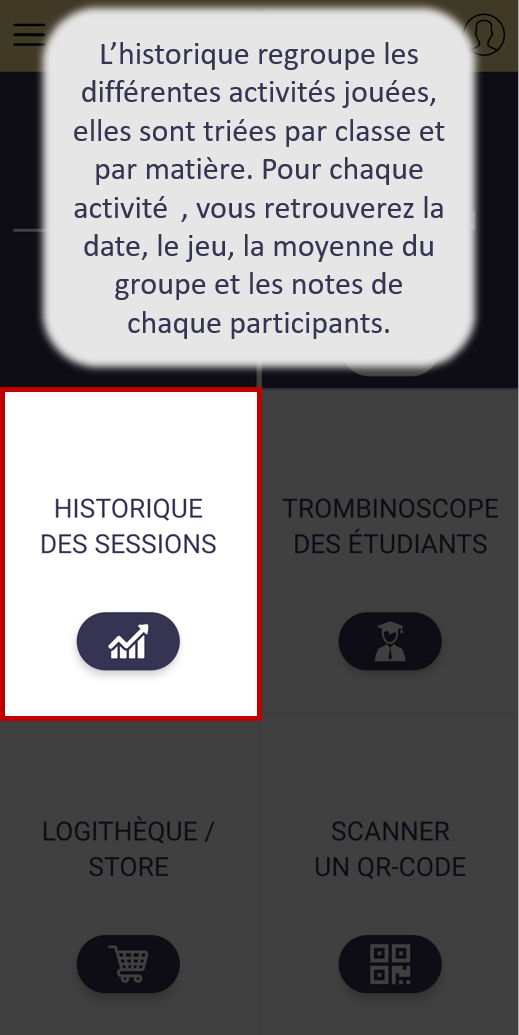 L’historique regroupe les
différentes activités jouées,
elles sont triées par classe et
par matière. Pour chaque
activité , vous retrouverez la
date, le jeu, la moyenne du
groupe et les notes de
chaque participants.
HISTORIQUE
DES SESSIONS
TROMBINOSCOPE
DES ÉTUDIANTS
LOGITHÈQUE /
STORE
SCANNER
UN QR-CODE